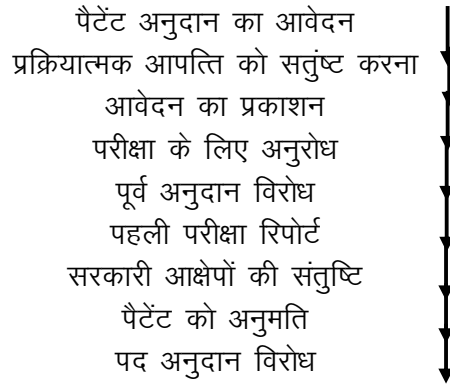 पैटेंट अनुदान का आवेदन
प्रक्रियात्मक आपत्ति को सतुंष्ट करना
आवेदन का प्रकाशन
परीक्षा के लिए अनुरोध
पूर्व अनुदान विरोध
पहली परीक्षा रिपोर्ट
सरकारी आक्षेपों की संतुष्टि
पैटेंट को अनुमति
पद अनुदान विरोध